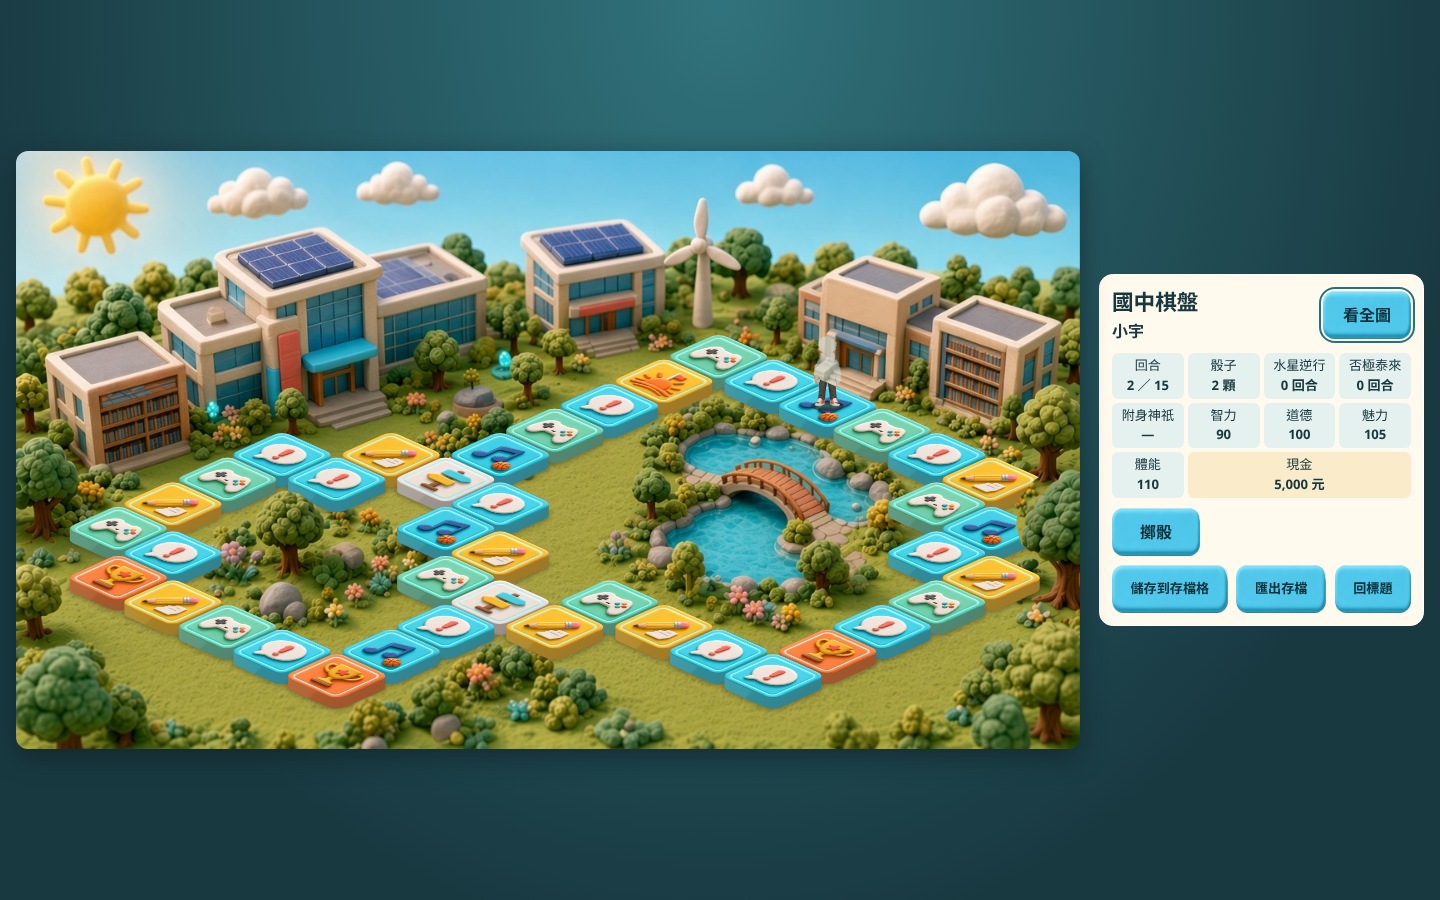 國中棋盤
小宇
看全圖
回合
2 ／ 15
骰子
2 顆
水星逆行
0 回合
否極泰來
0 回合
附身神祇
—
智力
90
道德
100
魅力
105
體能
110
現金
5,000 元
擲骰
儲存到存檔格
匯出存檔
回標題